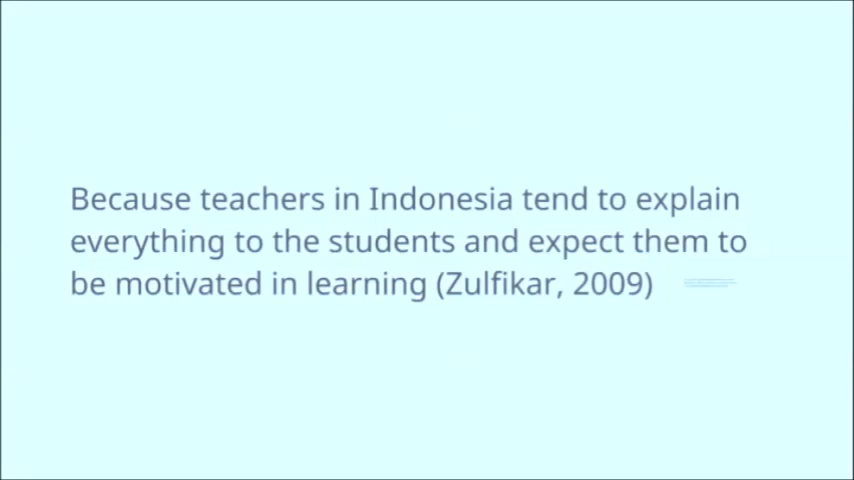 Because teachers in Indonesia tend to explain
everything to the students and expect them to
be motivated in learning (Zulfikar, 2009)